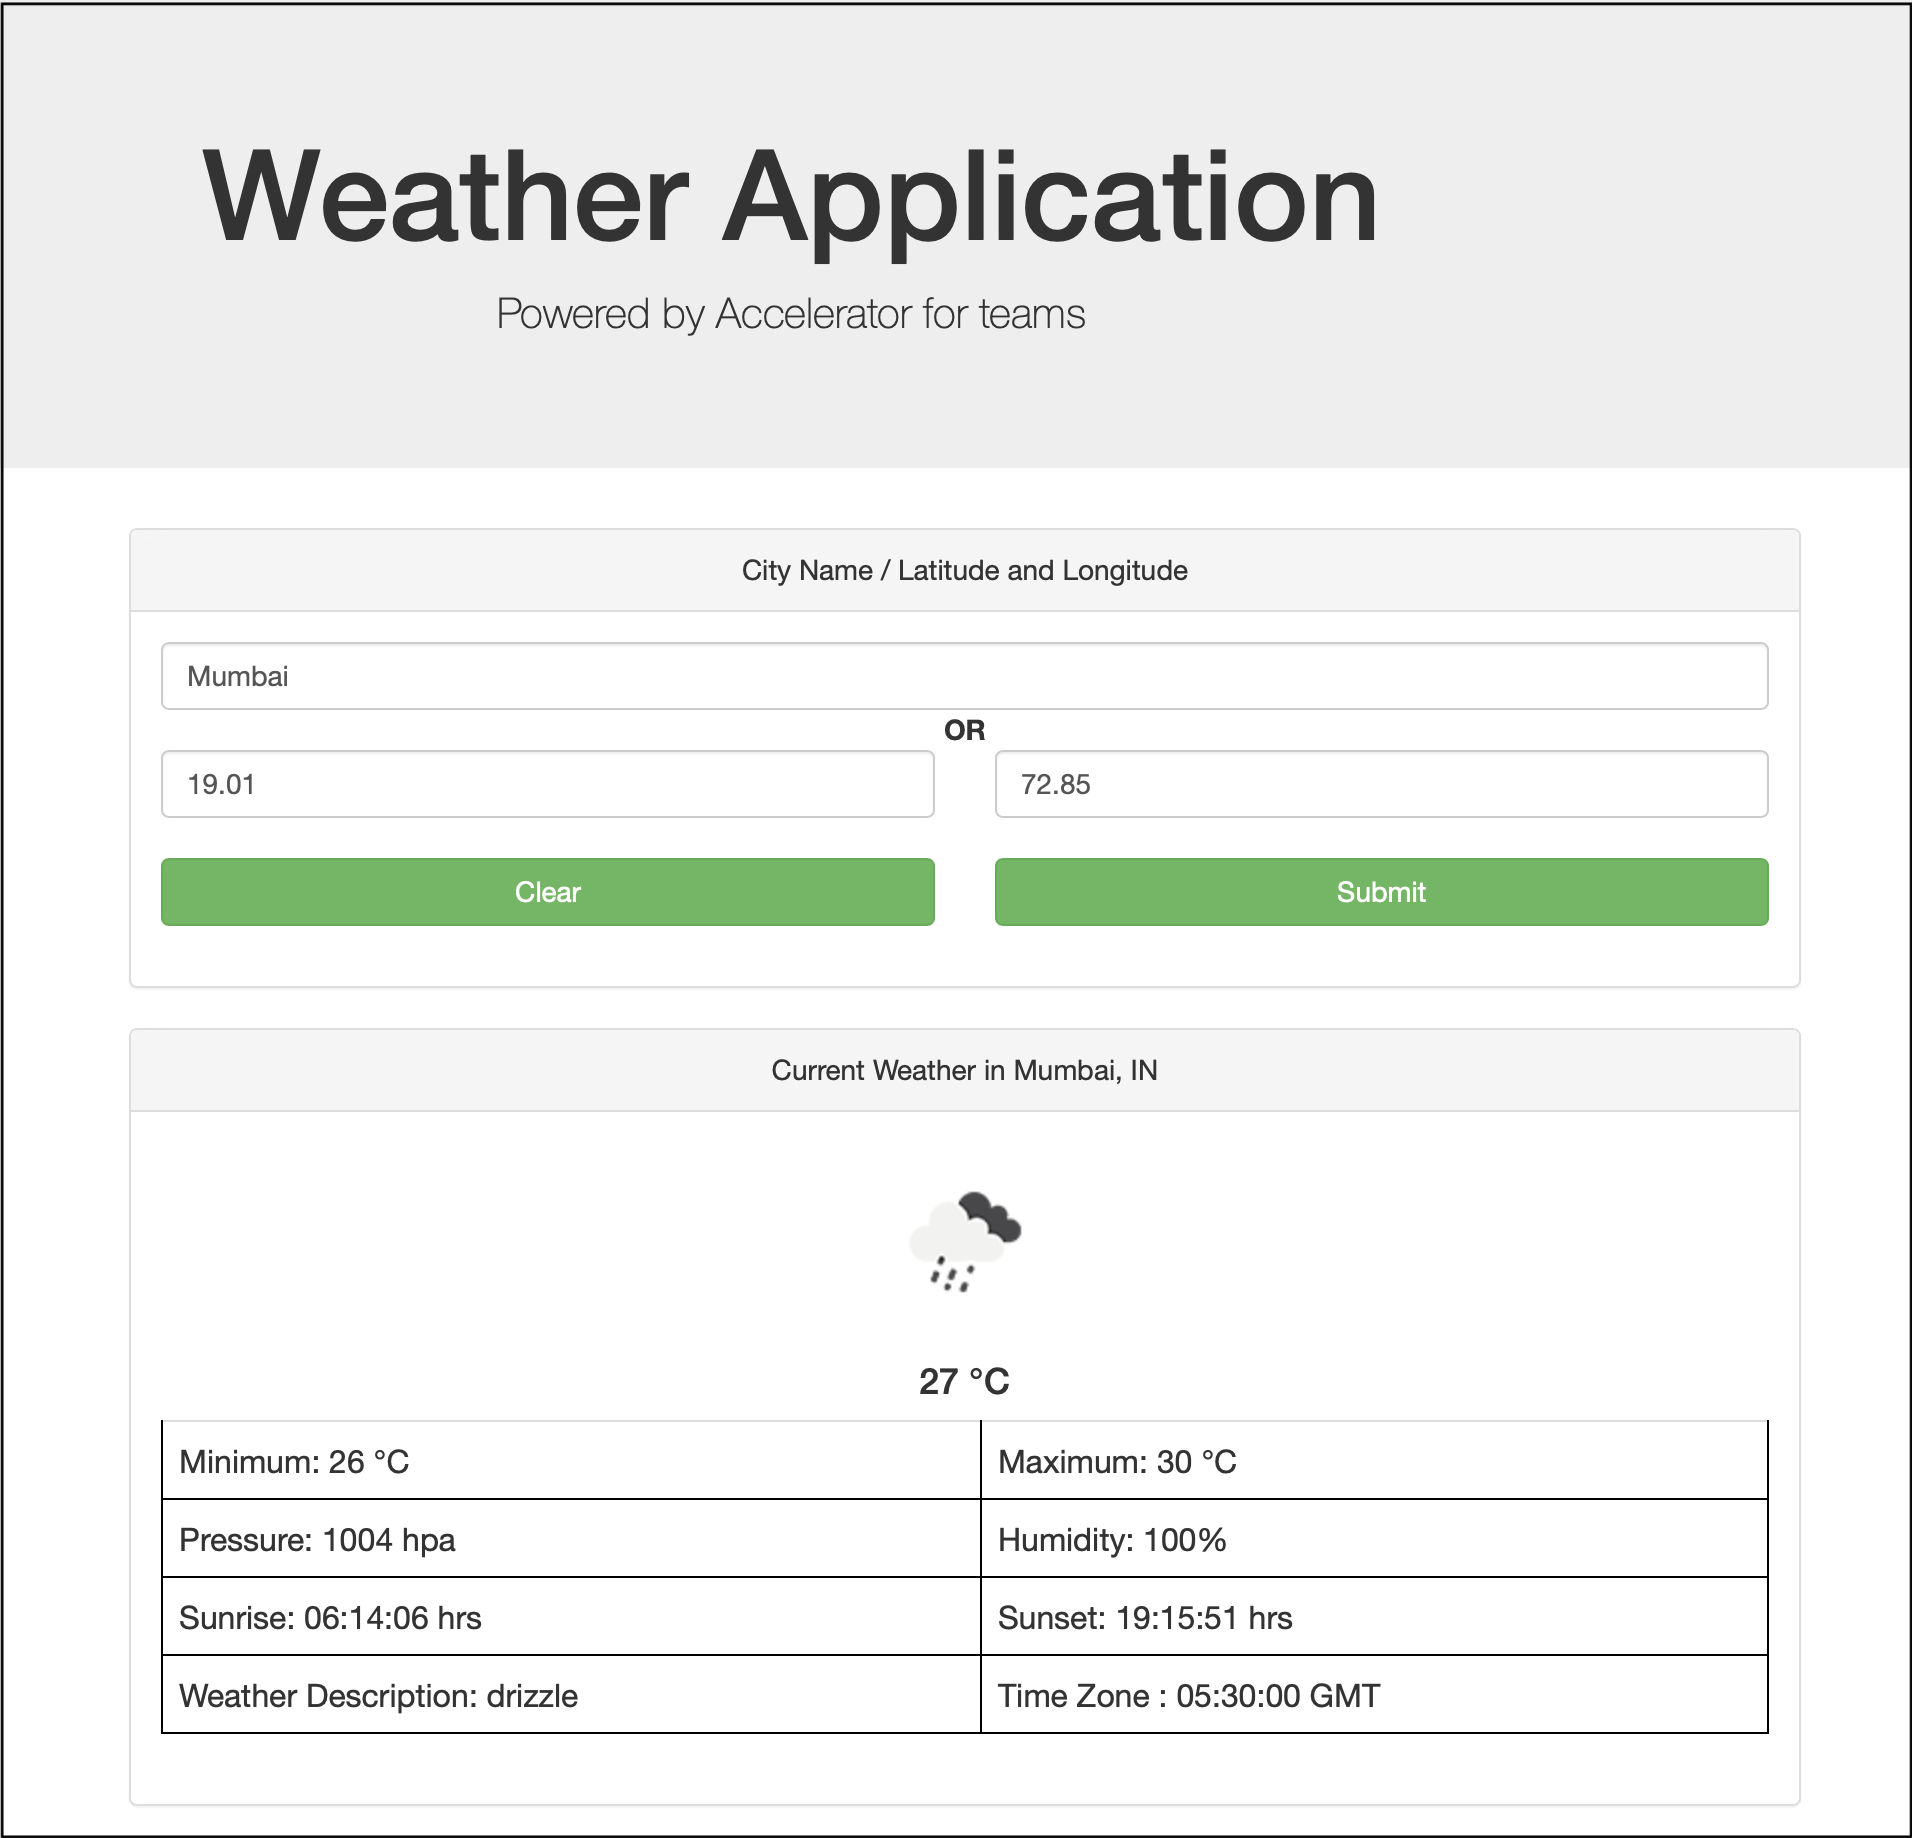 Weather Application
Powered by Accelerator for teams
City Name / Latitude and Longitude
Mumbai
OR
19.01 72.85
Clear Submit
Current Weather in Mumbai, IN
27 °C
Minimum: 26 °C Maximum: 30 °C
Pressure: 1004 hpa Humidity: 100%
Sunrise: 06:14:06 hrs Sunset: 19:15:51 hrs
Weather Description: drizzle Time Zone : 05:30:00 GMT